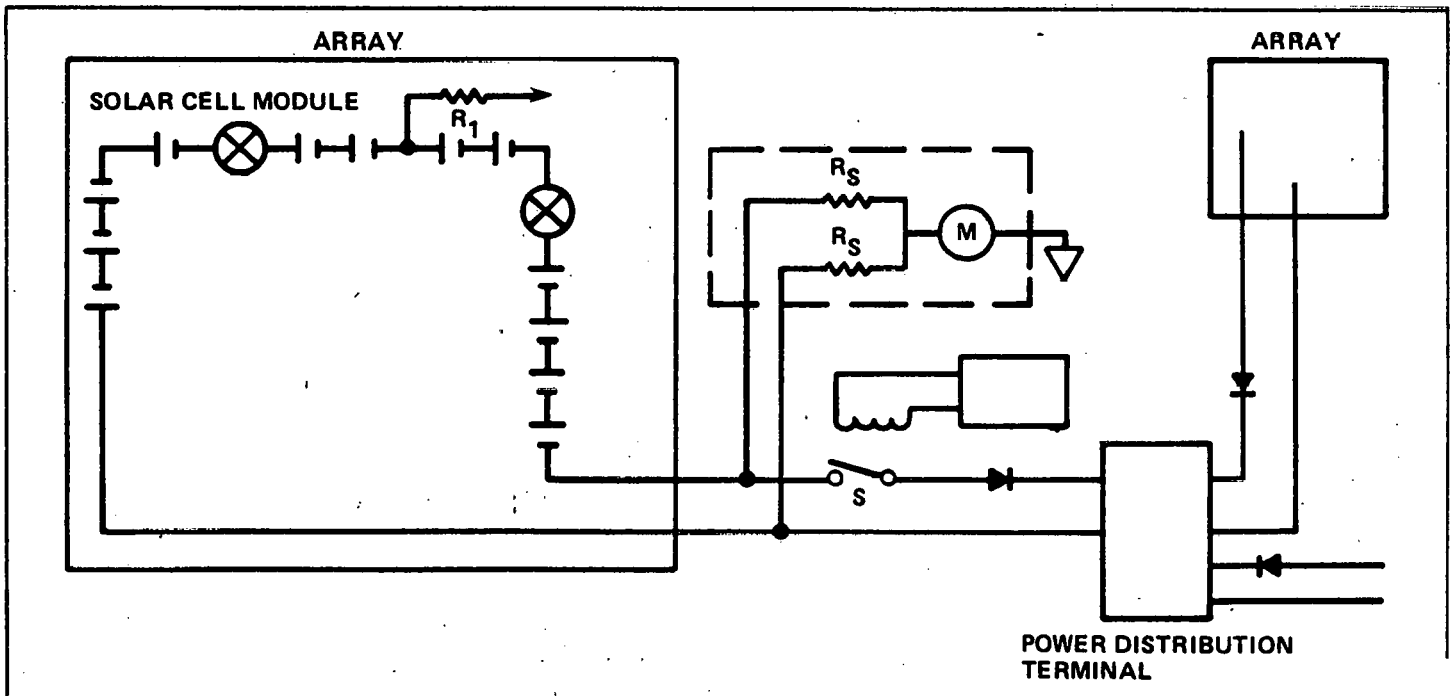 ARRAY
ARRAY
SOLAR CELL MODULE
R1
RS
RS
M
S
POWER DISTRIBUTION
TERMINAL